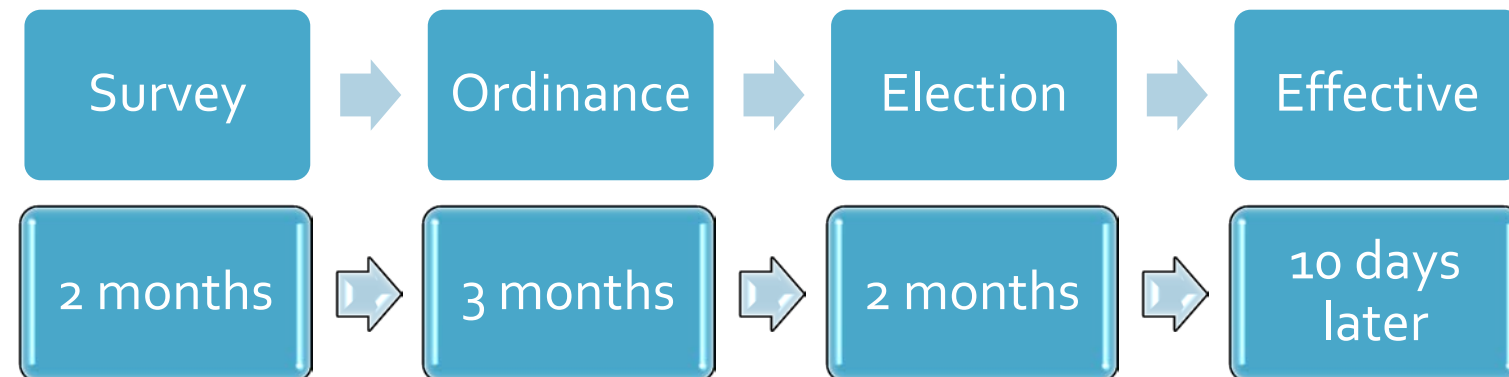 Survey
Ordinance
Election
Effective
2 months
3 months
2 months
10 days
later